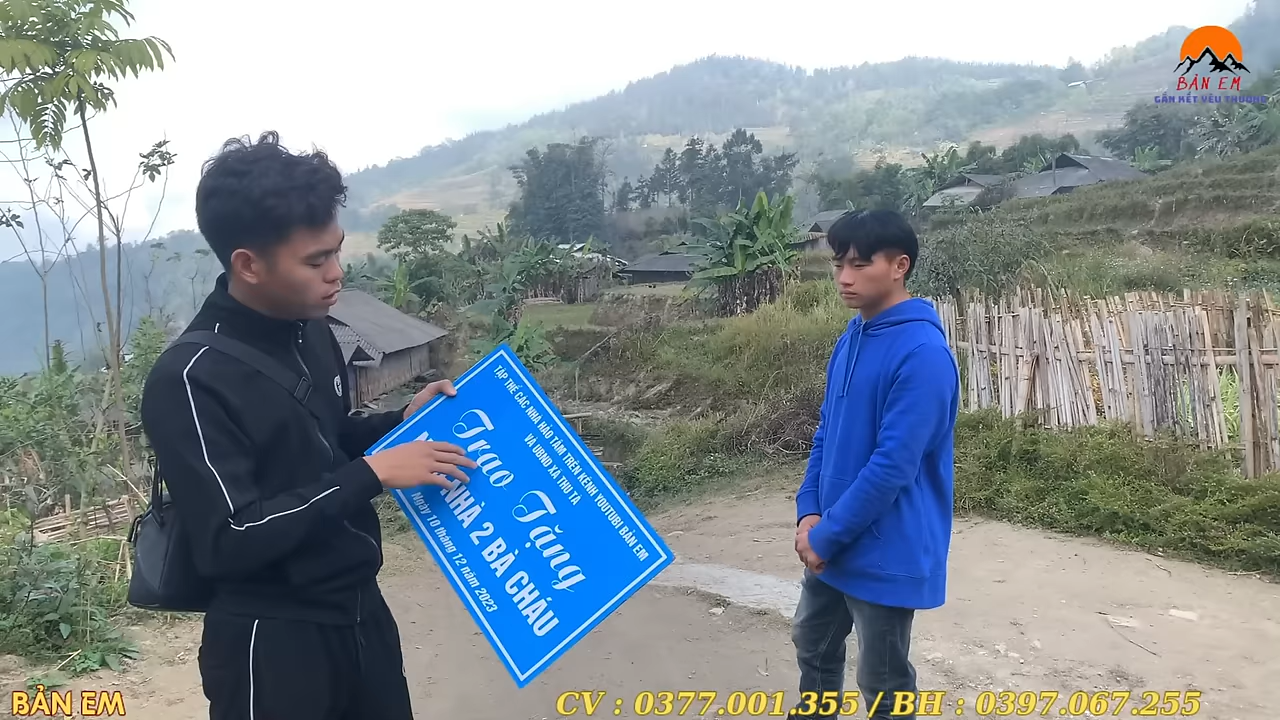 BẢN EM
GẮN KẾT YÊU THƯƠNG
TẬP THỂ CÁC NHÀ HẢO TÂM TRÊN KÊNH YOUTUBI BẢN EM
VÀ UBND XÃ THU TÀ
Trao Tặng
NHÀ 2 BÀ CHÁU
Ngày 10 tháng 12 năm 2023
BẢN EM
CV : 0377.001.355 / BH : 0397.067.255